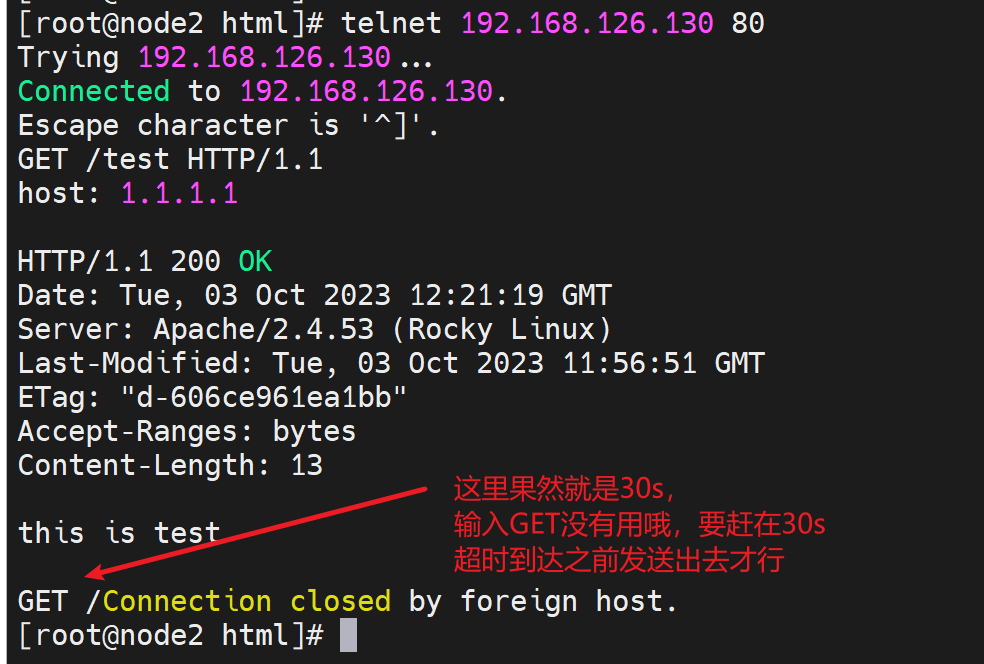 [root@node2 html]# telnet 192.168.126.130 80
Trying 192.168.126.130...
Connected to 192.168.126.130.
Escape character is '^]'.
GET /test HTTP/1.1
host: 1.1.1.1

HTTP/1.1 200 OK
Date: Tue, 03 Oct 2023 12:21:19 GMT
Server: Apache/2.4.53 (Rocky Linux)
Last-Modified: Tue, 03 Oct 2023 11:56:51 GMT
ETag: "d-606ce961ea1bb"
Accept-Ranges: bytes
Content-Length: 13

这里果然就是30s,
输入GET没有用哦，要赶在30s
超时到达之前发送出去才行
this is test

GET /Connection closed by foreign host.
[root@node2 html]#